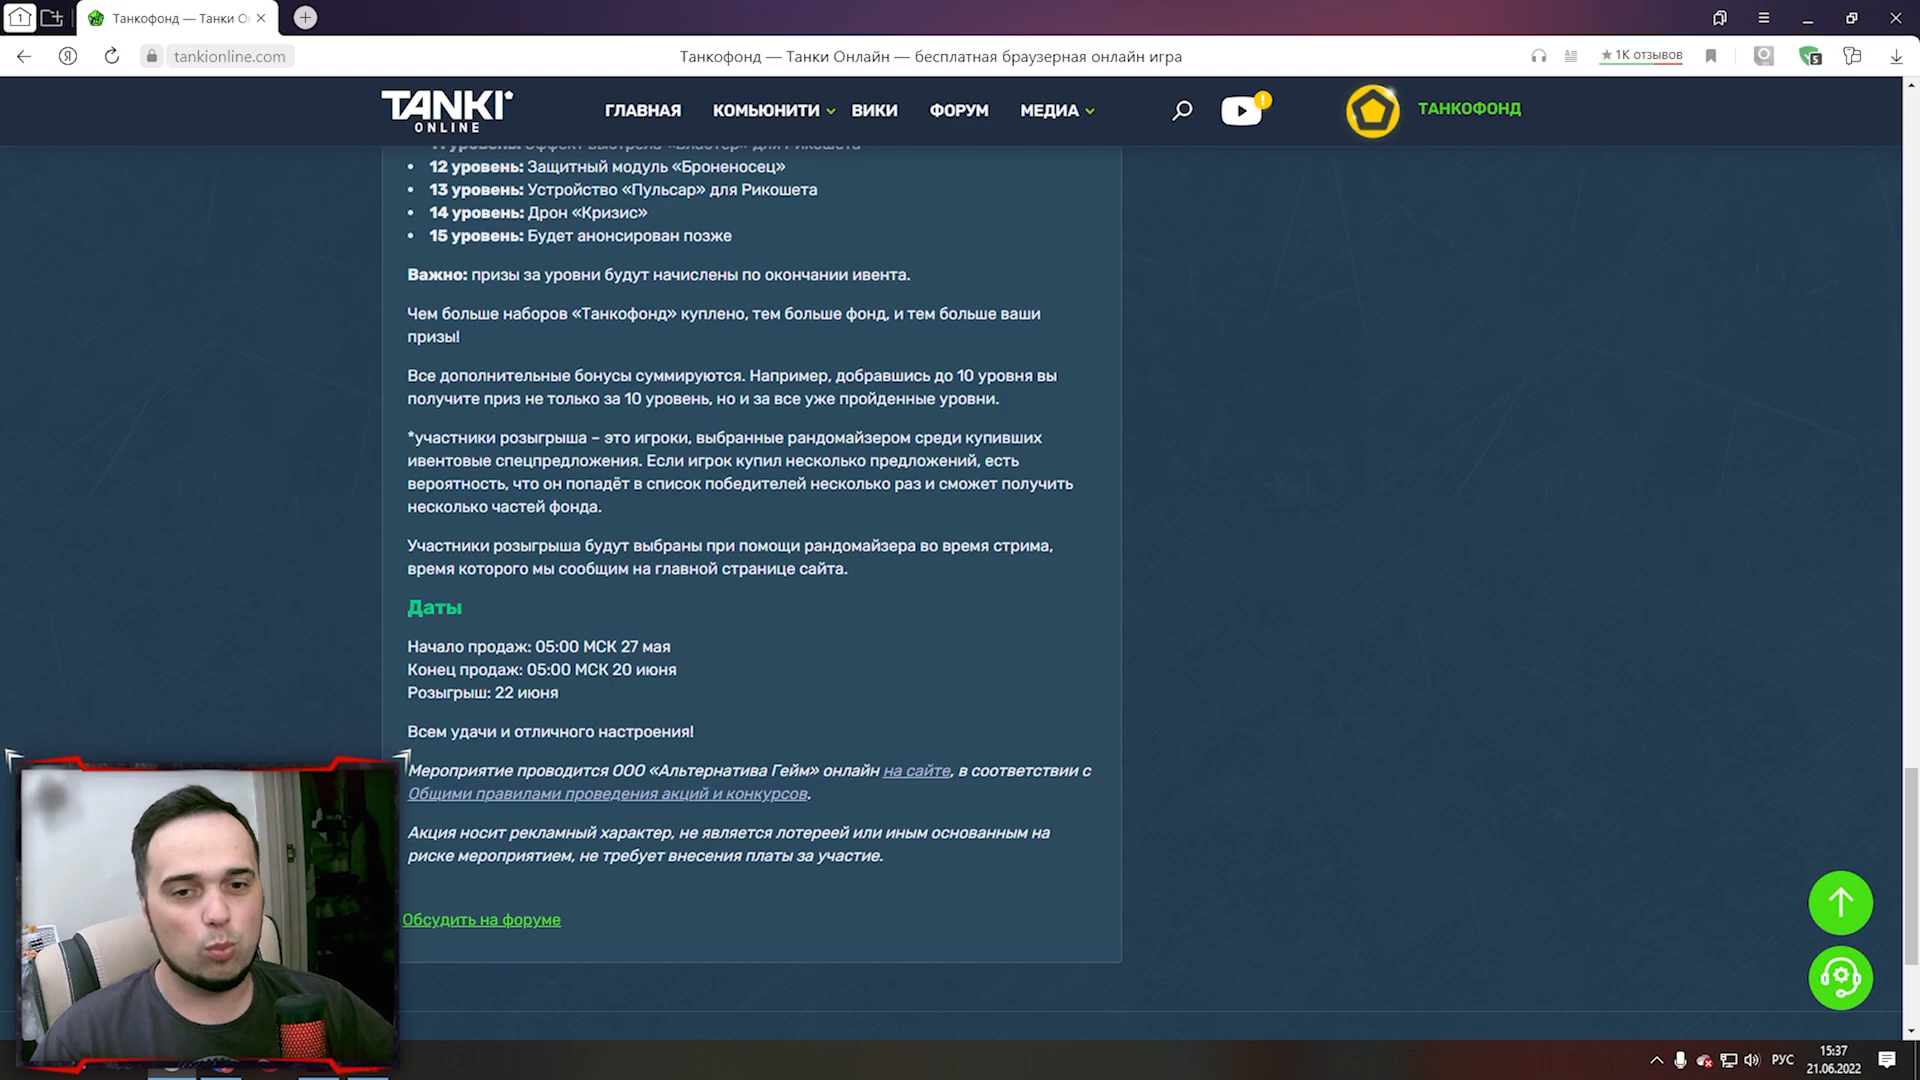 1
Танкофонд — Танки О
tankionline.com
Танкофонд — Танки Онлайн — бесплатная браузерная онлайн игра
★ 1К отзывов
TANKI
ONLINE
ГЛАВНАЯ
КОМЬЮНИТИ
ВИКИ
ФОРУМ
МЕДИА
ТАНКОФОНД
11 уровень: Эффект выстрела «Бластер» для Рикошета
• 12 уровень: Защитный модуль «Броненосец»
• 13 уровень: Устройство «Пульсар» для Рикошета
• 14 уровень: Дрон «Кризис»
• 15 уровень: Будет анонсирован позже
Важно: призы за уровни будут начислены по окончании ивента.
Чем больше наборов «Танкофонд» куплено, тем больше фонд, и тем больше ваши
призы!
Все дополнительные бонусы суммируются. Например, добравшись до 10 уровня вы
получите приз не только за 10 уровень, но и за все уже пройденные уровни.
*участники розыгрыша – это игроки, выбранные рандомайзером среди купивших
ивентовые спецпредложения. Если игрок купил несколько предложений, есть
вероятность, что он попадёт в список победителей несколько раз и сможет получить
несколько частей фонда.
Участники розыгрыша будут выбраны при помощи рандомайзера во время стрима,
время которого мы сообщим на главной странице сайта.
Даты
Начало продаж: 05:00 МСК 27 мая
Конец продаж: 05:00 МСК 20 июня
Розыгрыш: 22 июня
Всем удачи и отличного настроения!
Мероприятие проводится ООО «Альтернатива Гейм» онлайн на сайте, в соответствии с
Общими правилами проведения акций и конкурсов.
Акция носит рекламный характер, не является лотереей или иным основанным на
риске мероприятием, не требует внесения платы за участие.
Обсудить на форуме
РУС
15:37
21.06.2022